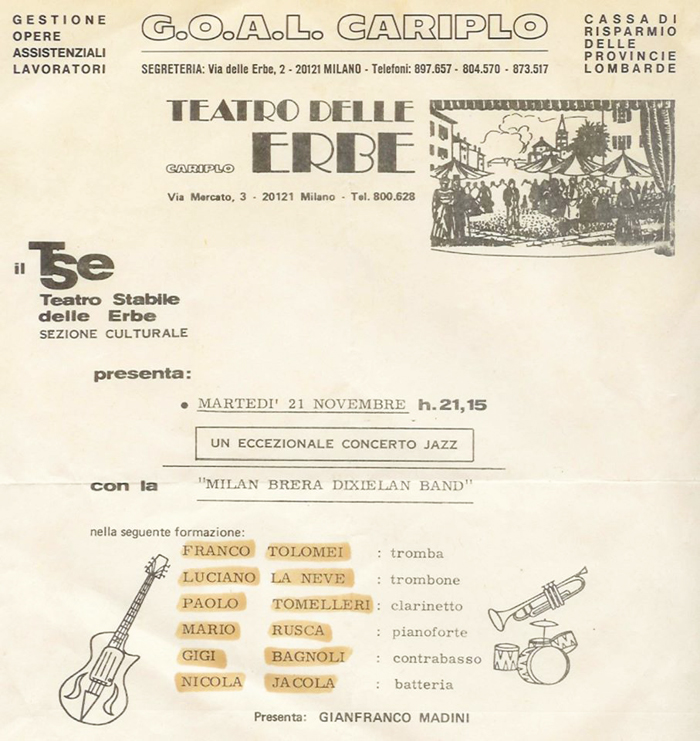 GESTIONE
OPERE
ASSISTENZIALI
LAVORATORI
G.O.A.L. CARIPLO
SEGRETERIA: Via delle Erbe, 2 - 20121 MILANO - Telefoni: 897.657 - 804.570 - 873.517
CASSA DI
RISPARMIO
DELLE
PROVINCIE
LOMBARDE
TEATRO DELLE
CARIPLO ERBE
Via Mercato, 3 - 20121 Milano - Tel. 800.628
il Tse
Teatro Stabile
delle Erbe
SEZIONE CULTURALE
presenta:
• MARTEDI' 21 NOVEMBRE h.21,15
UN ECCEZIONALE CONCERTO JAZZ
con la "MILAN BRERA DIXIELAN BAND"
nella seguente formazione:
FRANCO TOLOMEI : tromba
LUCIANO LA NEVE : trombone
PAOLO TOMELLERI : clarinetto
MARIO RUSCA : pianoforte
GIGI BAGNOLI : contrabasso
NICOLA JACOLA : batteria
Presenta: GIANFRANCO MADINI